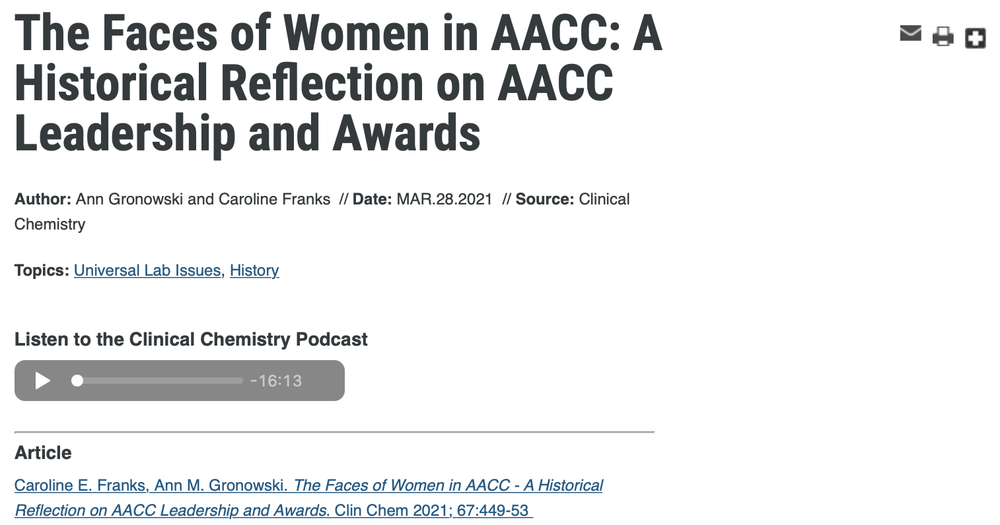 The Faces of Women in AACC: A
Historical Reflection on AACC
Leadership and Awards
Author: Ann Gronowski and Caroline Franks // Date: MAR.28.2021 // Source: Clinical
Chemistry
Topics: Universal Lab Issues, History
Listen to the Clinical Chemistry Podcast
-16:13
Article
Caroline E. Franks, Ann M. Gronowski. The Faces of Women in AACC - A Historical
Reflection on AACC Leadership and Awards. Clin Chem 2021; 67:449-53